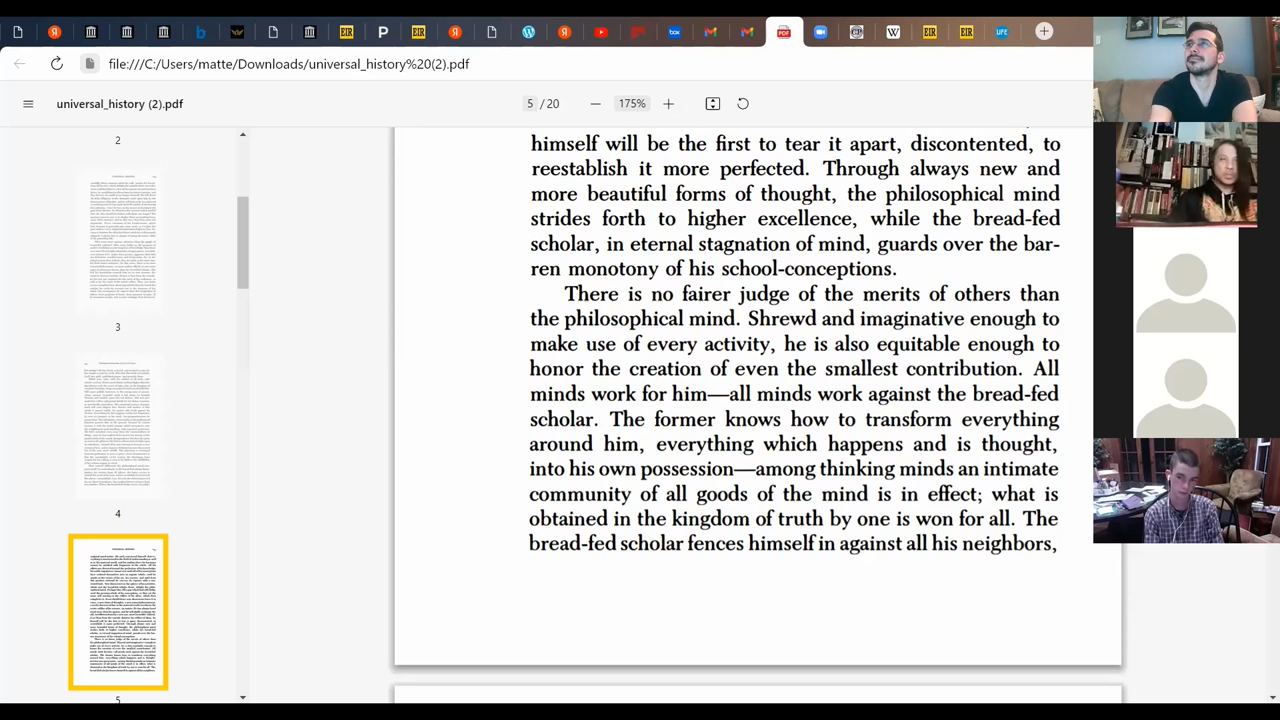 EIR
P
EIR
b
W
EIR
box
PDF
W
EIR
EIR
LIFE
file:///C:/Users/matte/Downloads/universal_history%20(2).pdf
universal_history (2).pdf
5 / 20
175%
2
3
4
5
himself will be the first to tear it apart, discontented, to
reestablish it more perfected. Through always new and
more beautiful forms of thought, the philosophical mind
strides forth to higher excellence, while the bread-fed
scholar, in eternal stagnation of mind, guards over the bar-
ren monotony of his school-conceptions.
There is no fairer judge of the merits of others than
the philosophical mind. Shrewd and imaginative enough to
make use of every activity, he is also equitable enough to
honor the creation of even the smallest contribution. All
minds work for him—all minds work against the bread-fed
scholar. The former knows how to transform everything
around him, everything which happens and is thought,
into his own possession—among thinking minds an intimate
community of all goods of the mind is in effect; what is
obtained in the kingdom of truth by one is won for all. The
bread-fed scholar fences himself in against all his neighbors,